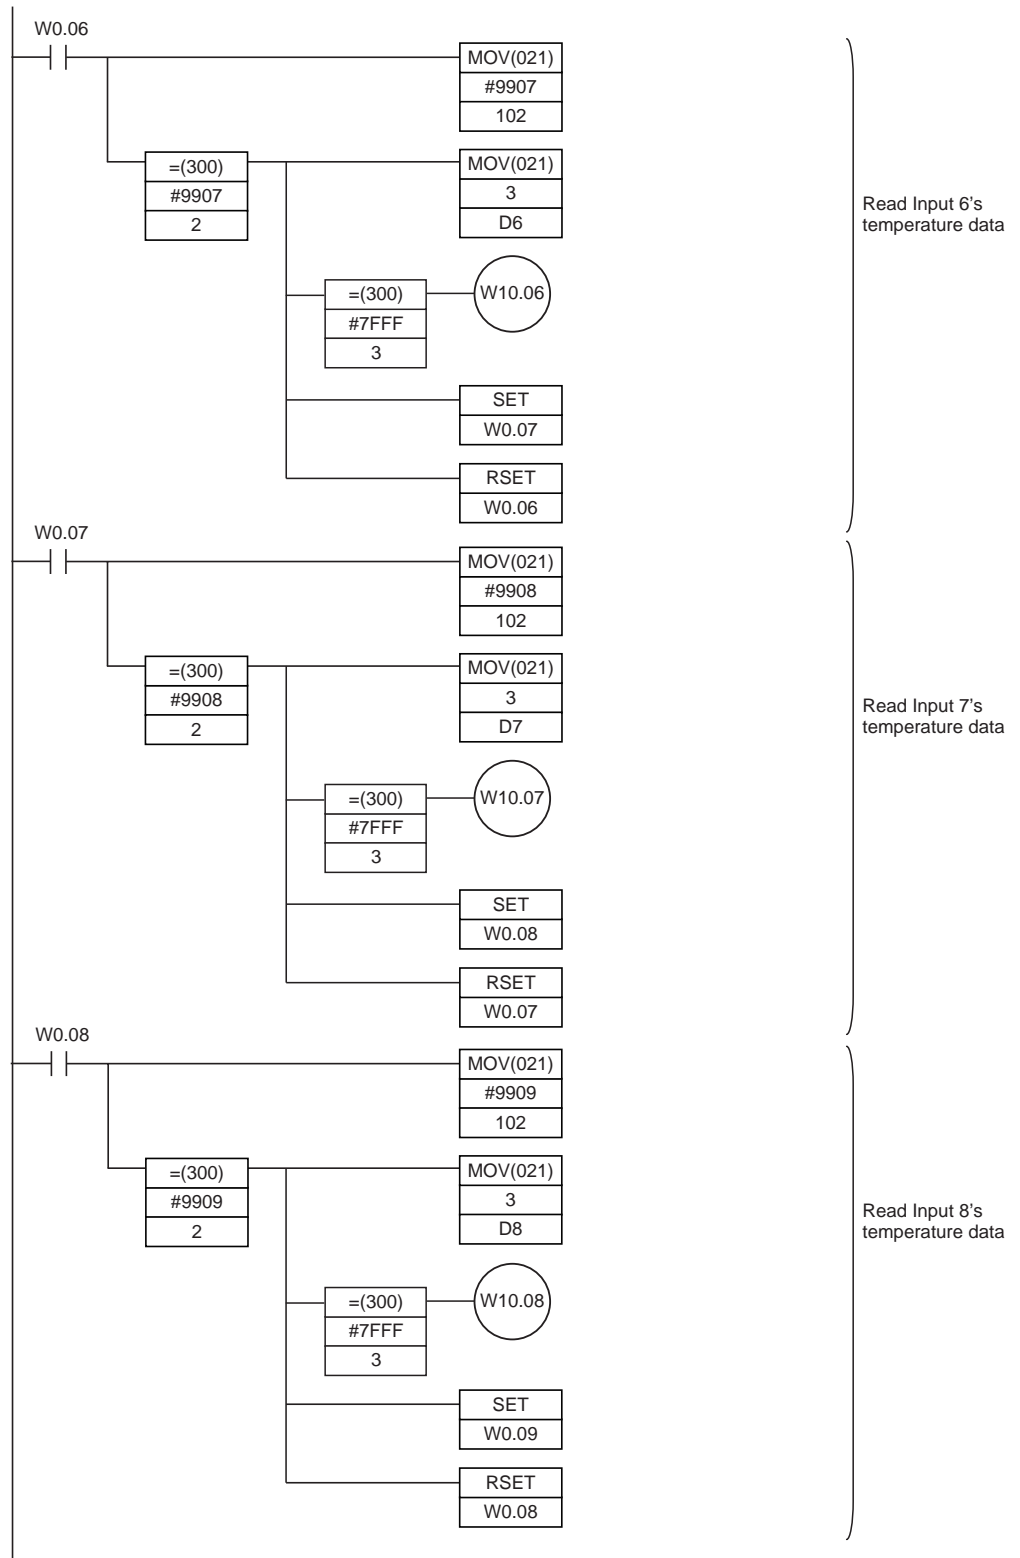 W0.06
MOV(021)
#9907
102
=(300)
#9907
2
MOV(021)
3
D6
=(300)
#7FFF
3
W10.06
SET
W0.07
RSET
W0.06
Read Input 6's
temperature data
W0.07
MOV(021)
#9908
102
=(300)
#9908
2
MOV(021)
3
D7
=(300)
#7FFF
3
W10.07
SET
W0.08
RSET
W0.07
Read Input 7's
temperature data
W0.08
MOV(021)
#9909
102
=(300)
#9909
2
MOV(021)
3
D8
=(300)
#7FFF
3
W10.08
SET
W0.09
RSET
W0.08
Read Input 8's
temperature data